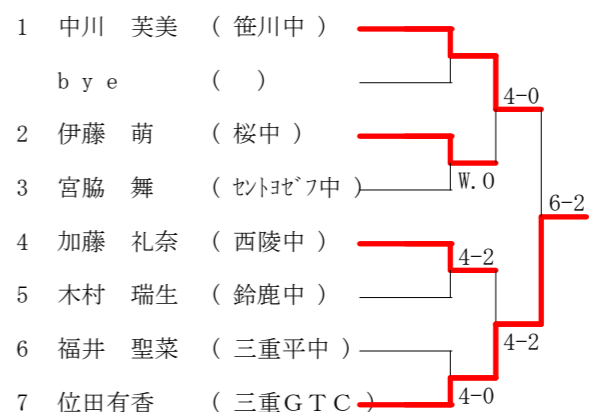 1 中川 芙美 ( 笹川中 )
bye ( )
4-0
2 伊藤 萌 ( 桜中 )
3 宮脇 舞 ( セントヨゼフ中 )
W.O
6-2
4 加藤 礼奈 ( 西陵中 )
4-2
5 木村 瑞生 ( 鈴鹿中 )
6 福井 聖菜 ( 三重平中 )
4-2
7 位田有香 ( 三重GTC )
4-0